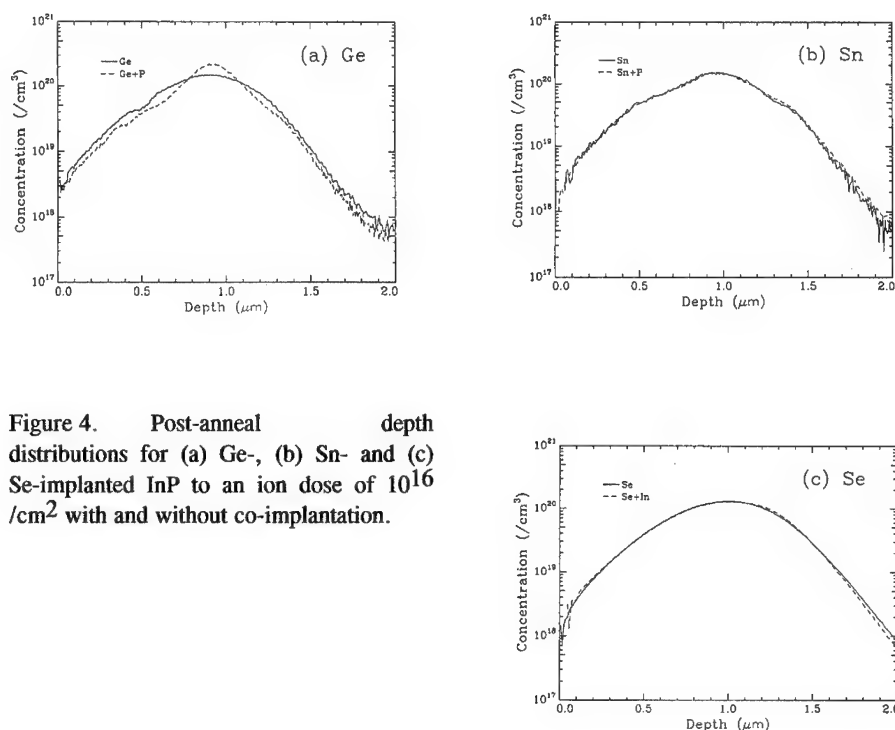 (a) Ge
Ge
Ge+P
10²¹
10²⁰
10¹⁹
10¹⁸
10¹⁷
Concentration (/cm³)
0.0 0.5 1.0 1.5 2.0
Depth (μm)
(b) Sn
Sn
Sn+P
10²¹
10²⁰
10¹⁹
10¹⁸
10¹⁷
Concentration (/cm³)
0.0 0.5 1.0 1.5 2.0
Depth (μm)
Figure 4. Post-anneal depth
distributions for (a) Ge-, (b) Sn- and (c)
Se-implanted InP to an ion dose of 10¹⁶
/cm² with and without co-implantation.
(c) Se
Se
Se+In
10²¹
10²⁰
10¹⁹
10¹⁸
10¹⁷
Concentration (/cm³)
0.0 0.5 1.0 1.5 2.0
Depth (μm)